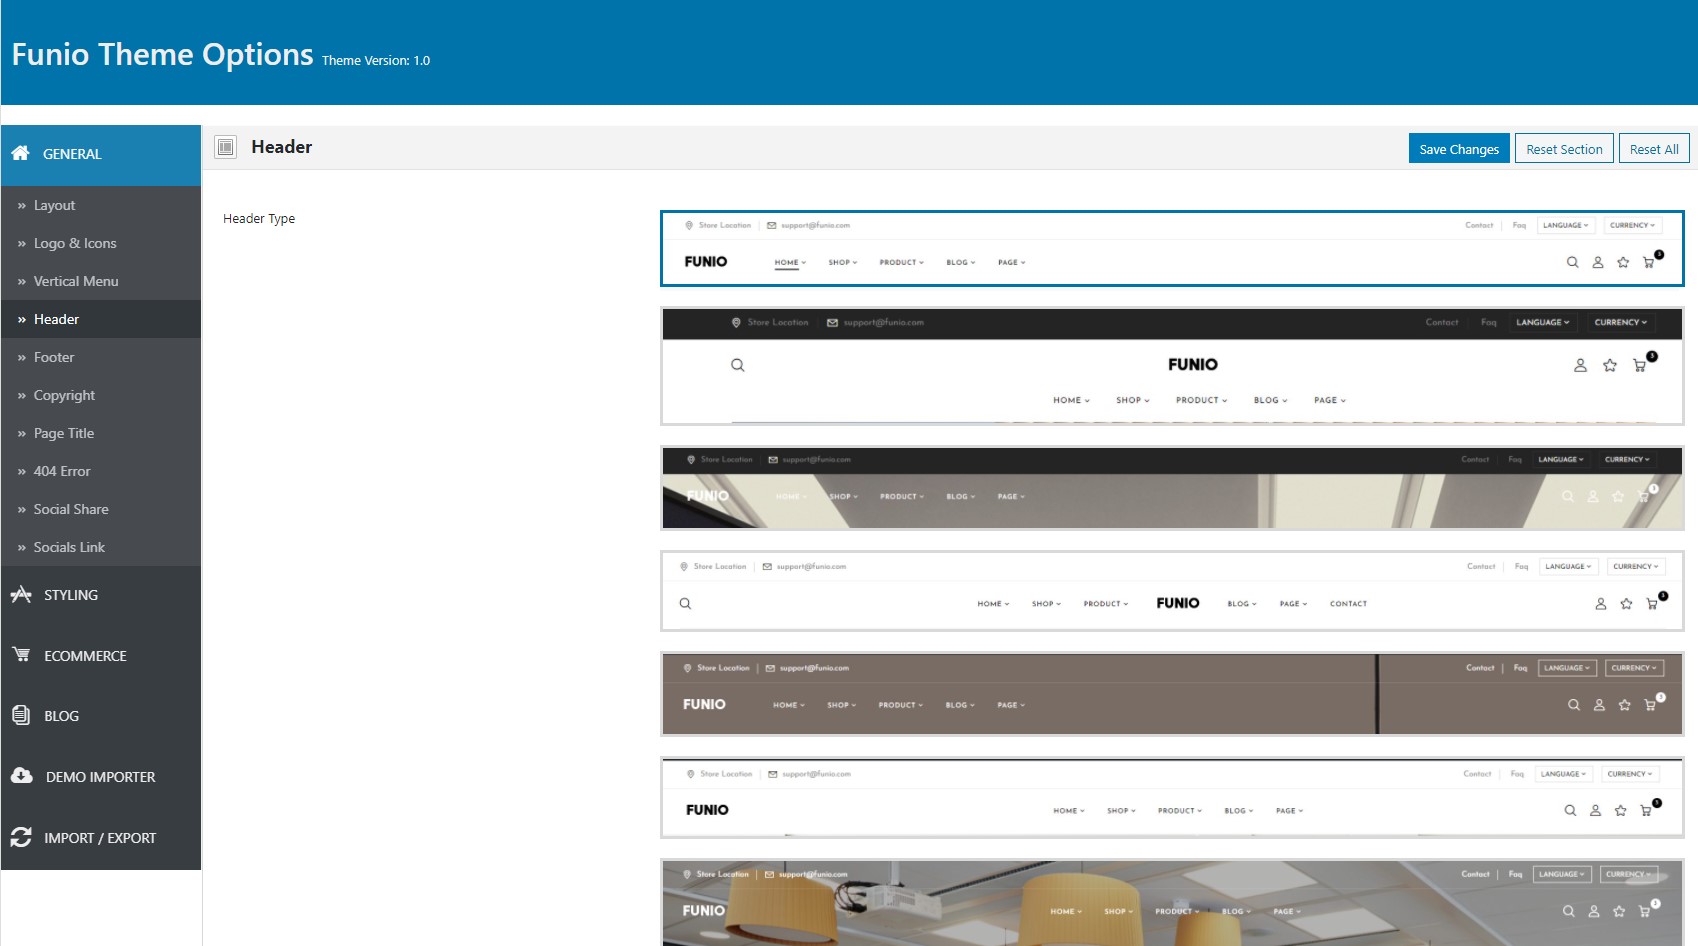 Funio Theme Options Theme Version: 1.0
GENERAL
» Layout
» Logo & Icons
» Vertical Menu
» Header
» Footer
» Copyright
» Page Title
» 404 Error
» Social Share
» Socials Link
STYLING
ECOMMERCE
BLOG
DEMO IMPORTER
IMPORT / EXPORT
Header Save Changes Reset Section Reset All
Header Type
Store Location | support@funio.com Contact | Faq LANGUAGE CURRENCY
FUNIO HOME SHOP PRODUCT BLOG PAGE 3
Store Location support@funio.com Contact Faq LANGUAGE CURRENCY
FUNIO 3
HOME SHOP PRODUCT BLOG PAGE
Store Location support@funio.com Contact Faq LANGUAGE CURRENCY
FUNIO HOME SHOP PRODUCT BLOG PAGE 3
Store Location | support@funio.com Contact | Faq LANGUAGE CURRENCY
HOME SHOP PRODUCT FUNIO BLOG PAGE CONTACT 3
Store Location | support@funio.com Contact | Faq LANGUAGE CURRENCY
FUNIO HOME SHOP PRODUCT BLOG PAGE 3
Store Location | support@funio.com Contact | Faq LANGUAGE CURRENCY
FUNIO HOME SHOP PRODUCT BLOG PAGE
Store Location | support@funio.com Contact | Faq LANGUAGE CURRENCY
FUNIO HOME SHOP PRODUCT BLOG PAGE